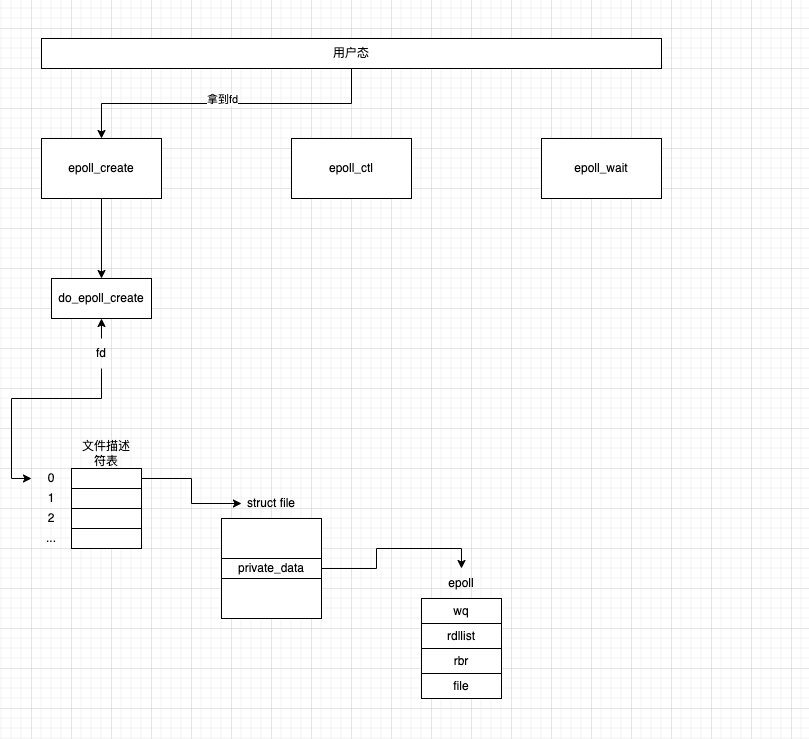 用户态
拿到fd
epoll_create
epoll_ctl
epoll_wait
do_epoll_create
fd
文件描述
符表
0
1
2
...
struct file
private_data
epoll
wq
rdllist
rbr
file